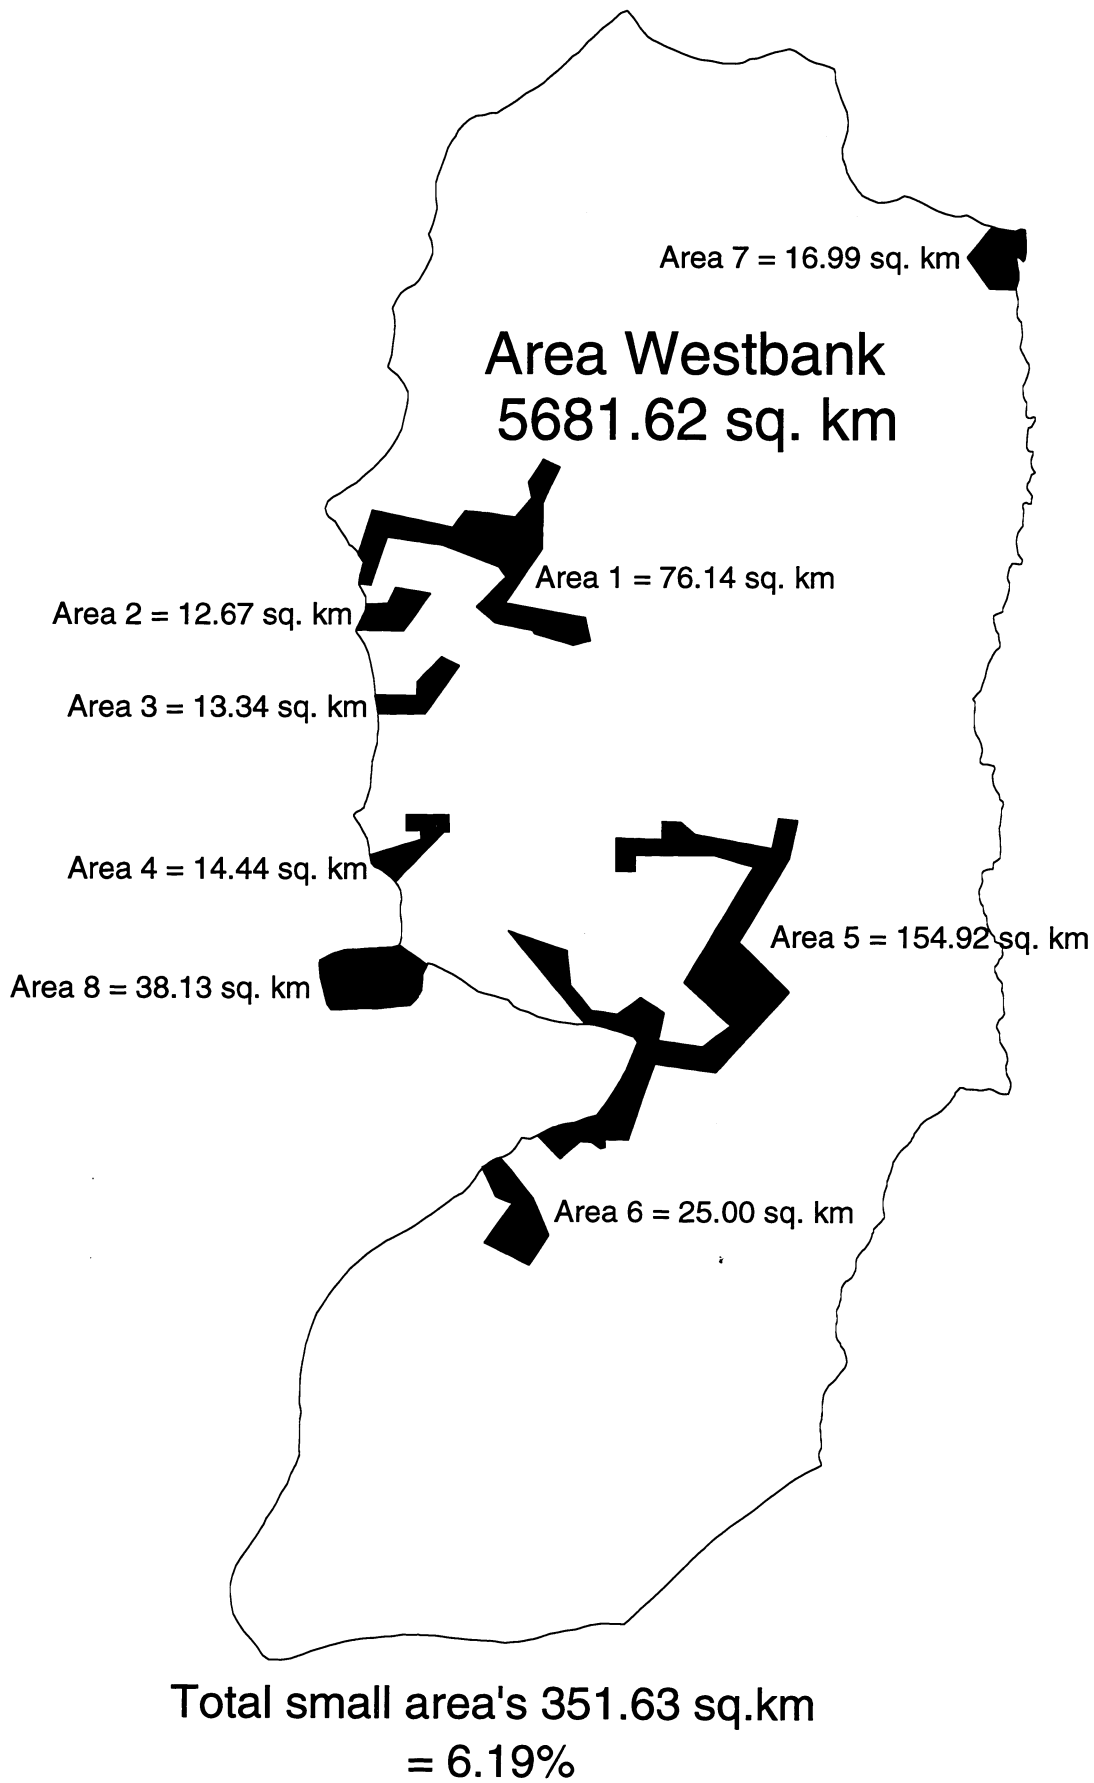 Area 7 = 16.99 sq. km
Area Westbank
5681.62 sq. km
Area 1 = 76.14 sq. km
Area 2 = 12.67 sq. km
Area 3 = 13.34 sq. km
Area 4 = 14.44 sq. km
Area 5 = 154.92 sq. km
Area 8 = 38.13 sq. km
Area 6 = 25.00 sq. km
Total small area's 351.63 sq.km
= 6.19%